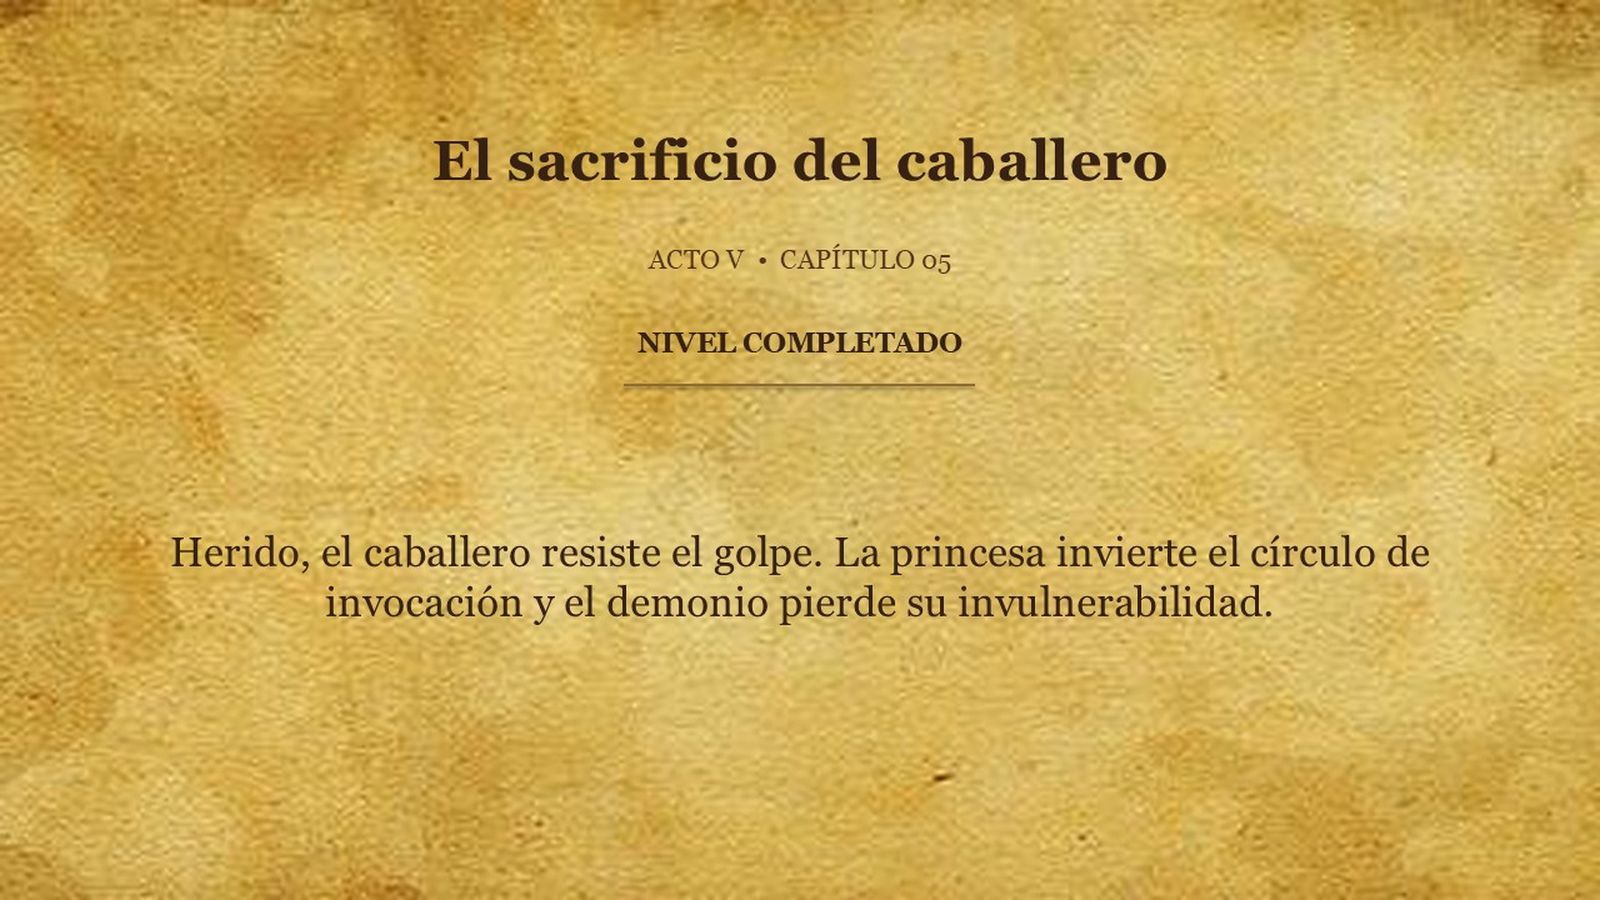 El sacrificio del caballero
ACTO V • CAPÍTULO 05
NIVEL COMPLETADO
Herido, el caballero resiste el golpe. La princesa invierte el círculo de
invocación y el demonio pierde su invulnerabilidad.